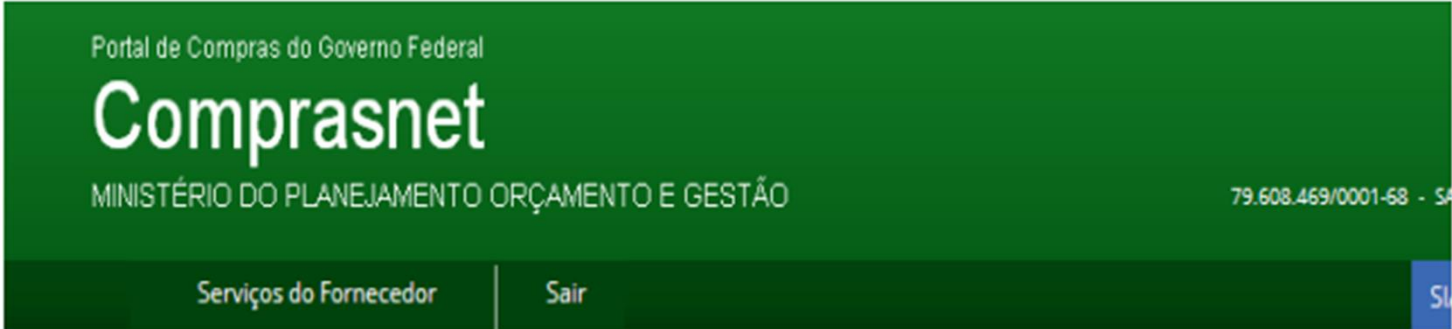 Portal de Compras do Governo Federal
Comprasnet
MINISTÉRIO DO PLANEJAMENTO ORÇAMENTO E GESTÃO
79.608.469/0001-68 -
Serviços do Fornecedor
Sair